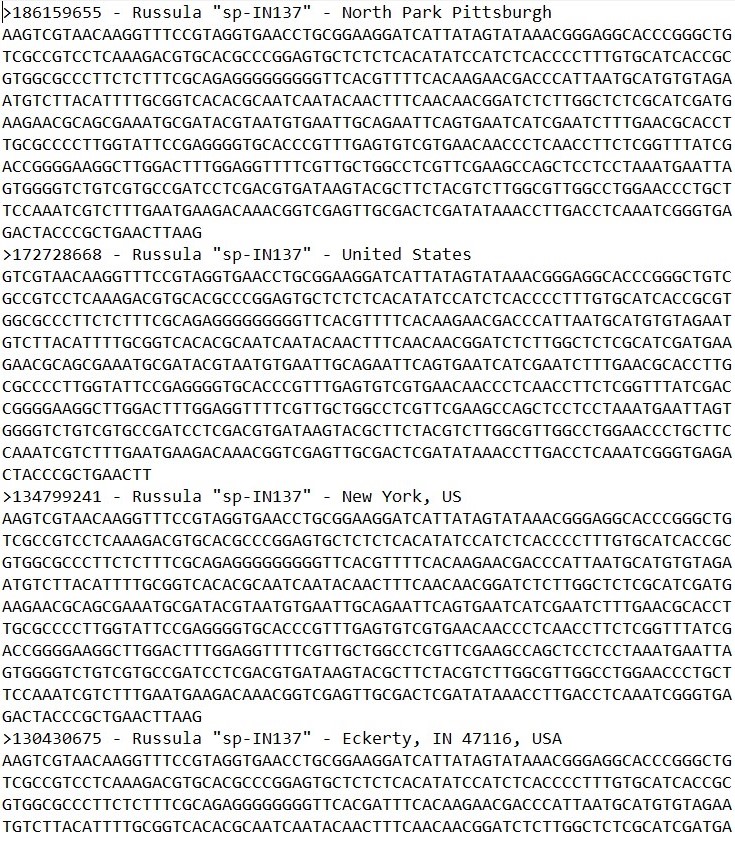 >186159655 - Russula "sp-IN137" - North Park Pittsburgh
AAGTCGTAACAAGGTTTCCGTAGGTGAACCTGCGGAAGGATCATTATAGTATAAACGGGAGGCACCCGGGCTG
TCGCCGTCCTCAAAGACGTGCACGCCCGGAGTGCTCTCTCACATATCCATCTCACCCCTTTGTGCATCACCGC
GTGGCGCCCTTCTCTTTCGCAGAGGGGGGGGGTTCACGTTTTCACAAGAACGACCCATTAATGCATGTGTAGA
ATGTCTTACATTTTGCGGTCACACGCAATCAATACAACTTTCAACAACGGATCTCTTGGCTCTCGCATCGATG
AAGAACGCAGCGAAATGCGATACGTAATGTGAATTGCAGAATTCAGTGAATCATCGAATCTTTGAACGCACCT
TGCGCCCCTTGGTATTCCGAGGGGTGCACCCGTTTGAGTGTCGTGAACAACCCTCAACCTTCTCGGTTTATCG
ACCGGGGAAGGCTTGGACTTTGGAGGTTTTCGTTGCTGGCCTCGTTCGAAGCCAGCTCCTCCTAAATGAATTA
GTGGGGTCTGTCGTGCCGATCCTCGACGTGATAAGTACGCTTCTACGTCTTGGCGTTGGCCTGGAACCCTGCT
TCCAAATCGTCTTTGAATGAAGACAAACGGTCGAGTTGCGACTCGATATAAACCTTGACCTCAAATCGGGTGA
GACTACCCGCTGAACTTAAG
>172728668 - Russula "sp-IN137" - United States
GTCGTAACAAGGTTTCCGTAGGTGAACCTGCGGAAGGATCATTATAGTATAAACGGGAGGCACCCGGGCTGTC
GCCGTCCTCAAAGACGTGCACGCCCGGAGTGCTCTCTCACATATCCATCTCACCCCTTTGTGCATCACCGCGT
GGCGCCCTTCTCTTTCGCAGAGGGGGGGGGTTCACGTTTTCACAAGAACGACCCATTAATGCATGTGTAGAAT
GTCTTACATTTTGCGGTCACACGCAATCAATACAACTTTCAACAACGGATCTCTTGGCTCTCGCATCGATGAA
GAACGCAGCGAAATGCGATACGTAATGTGAATTGCAGAATTCAGTGAATCATCGAATCTTTGAACGCACCTTG
CGCCCCTTGGTATTCCGAGGGGTGCACCCGTTTGAGTGTCGTGAACAACCCTCAACCTTCTCGGTTTATCGAC
CGGGGAAGGCTTGGACTTTGGAGGTTTTCGTTGCTGGCCTCGTTCGAAGCCAGCTCCTCCTAAATGAATTAGT
GGGGTCTGTCGTGCCGATCCTCGACGTGATAAGTACGCTTCTACGTCTTGGCGTTGGCCTGGAACCCTGCTTC
CAAATCGTCTTTGAATGAAGACAAACGGTCGAGTTGCGACTCGATATAAACCTTGACCTCAAATCGGGTGAGA
CTACCCGCTGAACTT
>134799241 - Russula "sp-IN137" - New York, US
AAGTCGTAACAAGGTTTCCGTAGGTGAACCTGCGGAAGGATCATTATAGTATAAACGGGAGGCACCCGGGCTG
TCGCCGTCCTCAAAGACGTGCACGCCCGGAGTGCTCTCTCACATATCCATCTCACCCCTTTGTGCATCACCGC
GTGGCGCCCTTCTCTTTCGCAGAGGGGGGGGGTTCACGTTTTCACAAGAACGACCCATTAATGCATGTGTAGA
ATGTCTTACATTTTGCGGTCACACGCAATCAATACAACTTTCAACAACGGATCTCTTGGCTCTCGCATCGATG
AAGAACGCAGCGAAATGCGATACGTAATGTGAATTGCAGAATTCAGTGAATCATCGAATCTTTGAACGCACCT
TGCGCCCCTTGGTATTCCGAGGGGTGCACCCGTTTGAGTGTCGTGAACAACCCTCAACCTTCTCGGTTTATCG
ACCGGGGAAGGCTTGGACTTTGGAGGTTTTCGTTGCTGGCCTCGTTCGAAGCCAGCTCCTCCTAAATGAATTA
GTGGGGTCTGTCGTGCCGATCCTCGACGTGATAAGTACGCTTCTACGTCTTGGCGTTGGCCTGGAACCCTGCT
TCCAAATCGTCTTTGAATGAAGACAAACGGTCGAGTTGCGACTCGATATAAACCTTGACCTCAAATCGGGTGA
GACTACCCGCTGAACTTAAG
>130430675 - Russula "sp-IN137" - Eckerty, IN 47116, USA
AAGTCGTAACAAGGTTTCCGTAGGTGAACCTGCGGAAGGATCATTATAGTATAAACGGGAGGCACCCGGGCTG
TCGCCGTCCTCAAAGACGTGCACGCCCGGAGTGCTCTCTCACATATCCATCTCACCCCTTTGTGCATCACCGC
GTGGCGCCCTTCTCTTTCGCAGAGGGGGGGGTTCACGATTTCACAAGAACGACCCATTAATGCATGTGTAGAA
TGTCTTACATTTTGCGGTCACACGCAATCAATACAACTTTCAACAACGGATCTCTTGGCTCTCGCATCGATGA